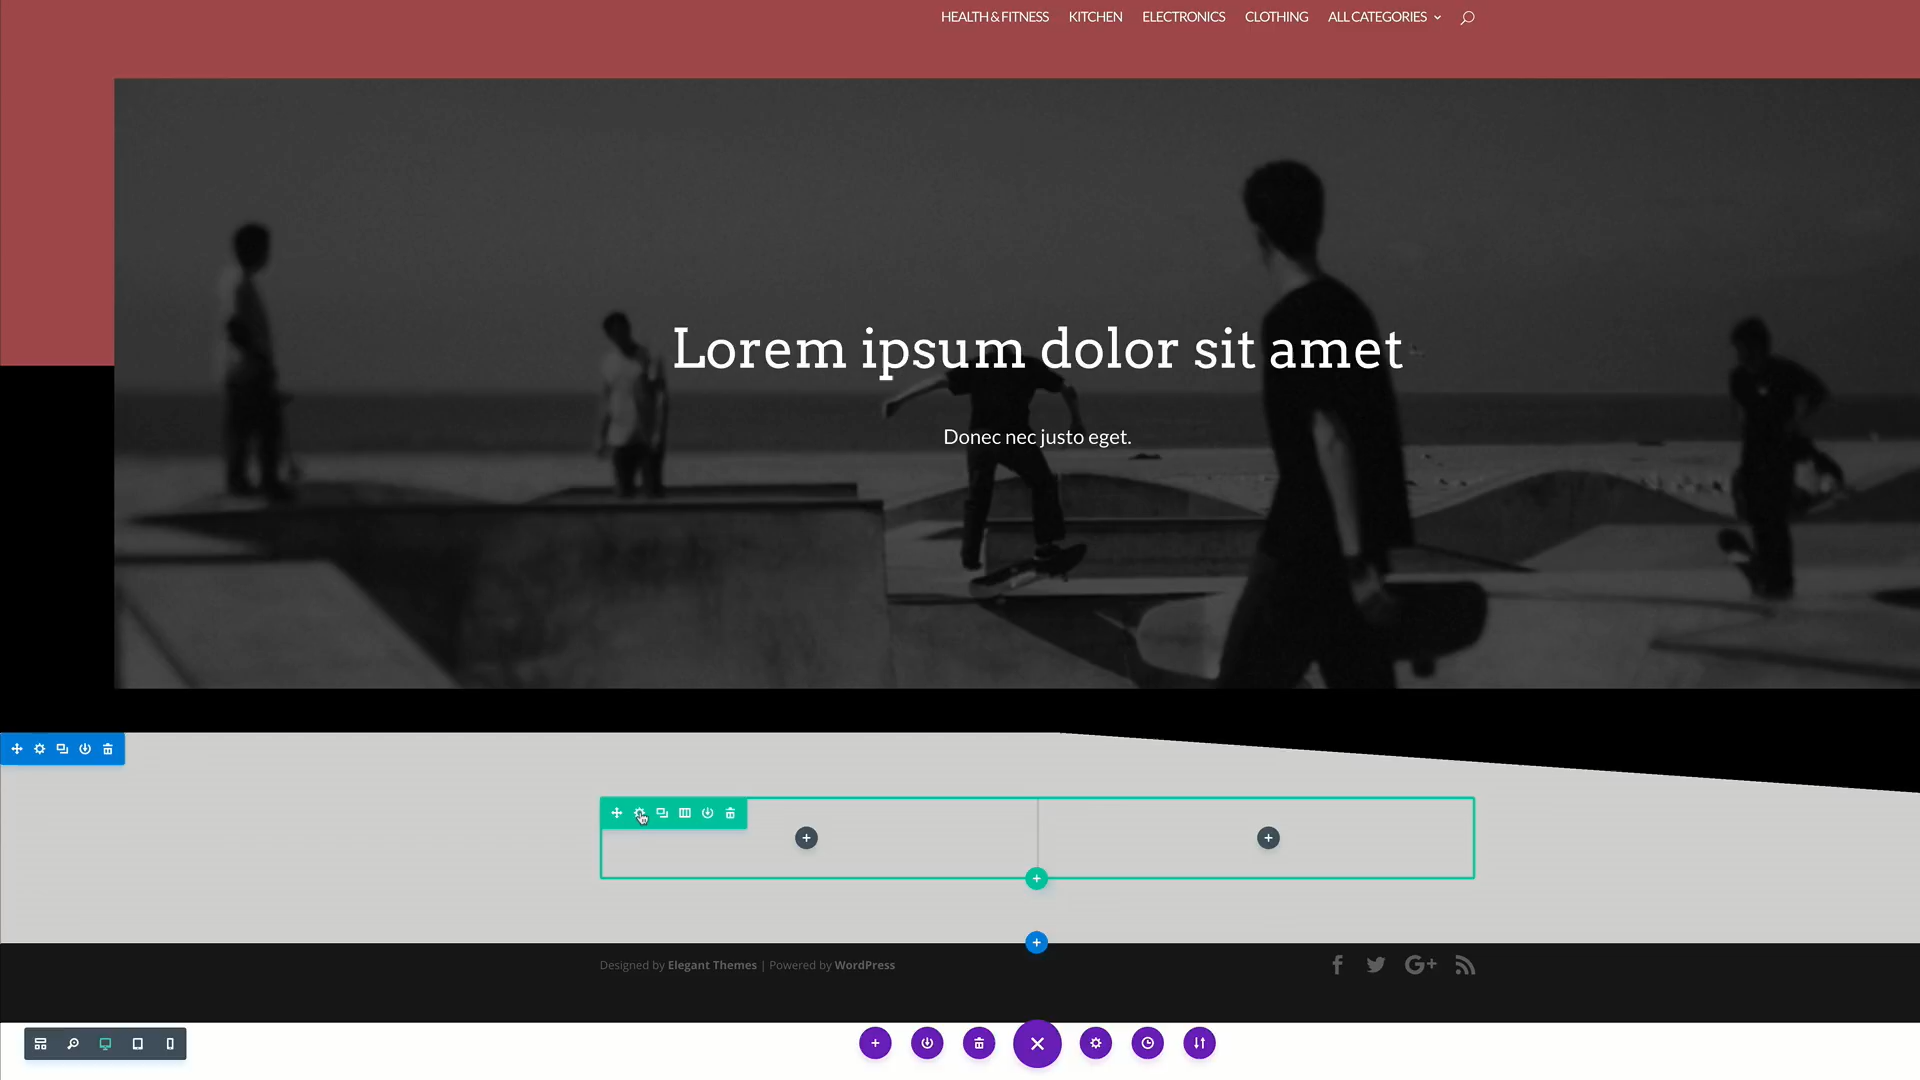 HEALTH & FITNESS KITCHEN ELECTRONICS CLOTHING ALL CATEGORIES
Lorem ipsum dolor sit amet
Donec nec justo eget.
Designed by Elegant Themes | Powered by WordPress